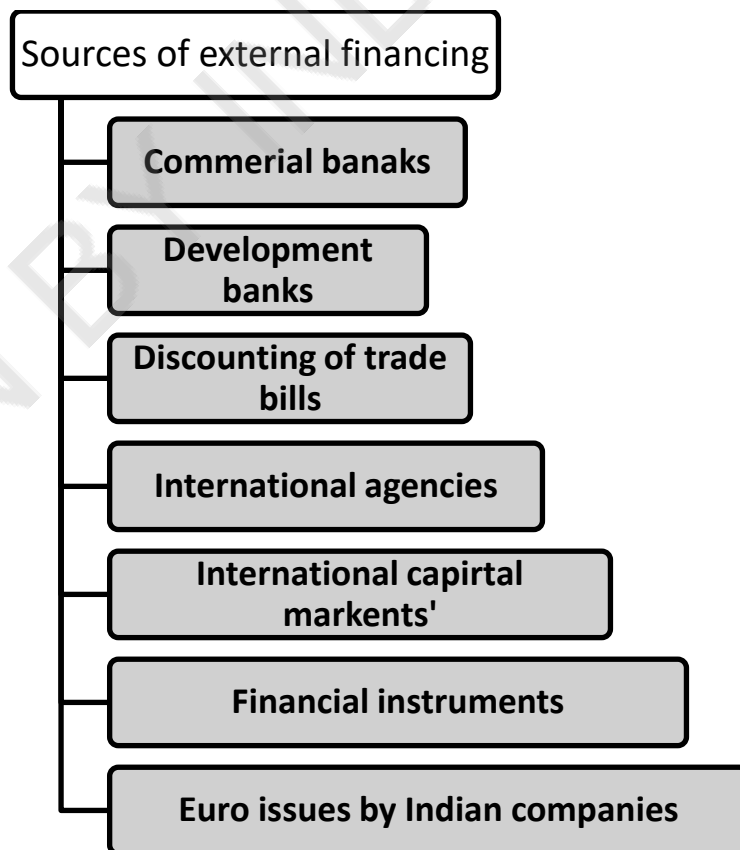 Sources of external financing
Commerial banaks
Development
banks
Discounting of trade
bills
International agencies
International capirtal
markents'
Financial instruments
Euro issues by Indian companies